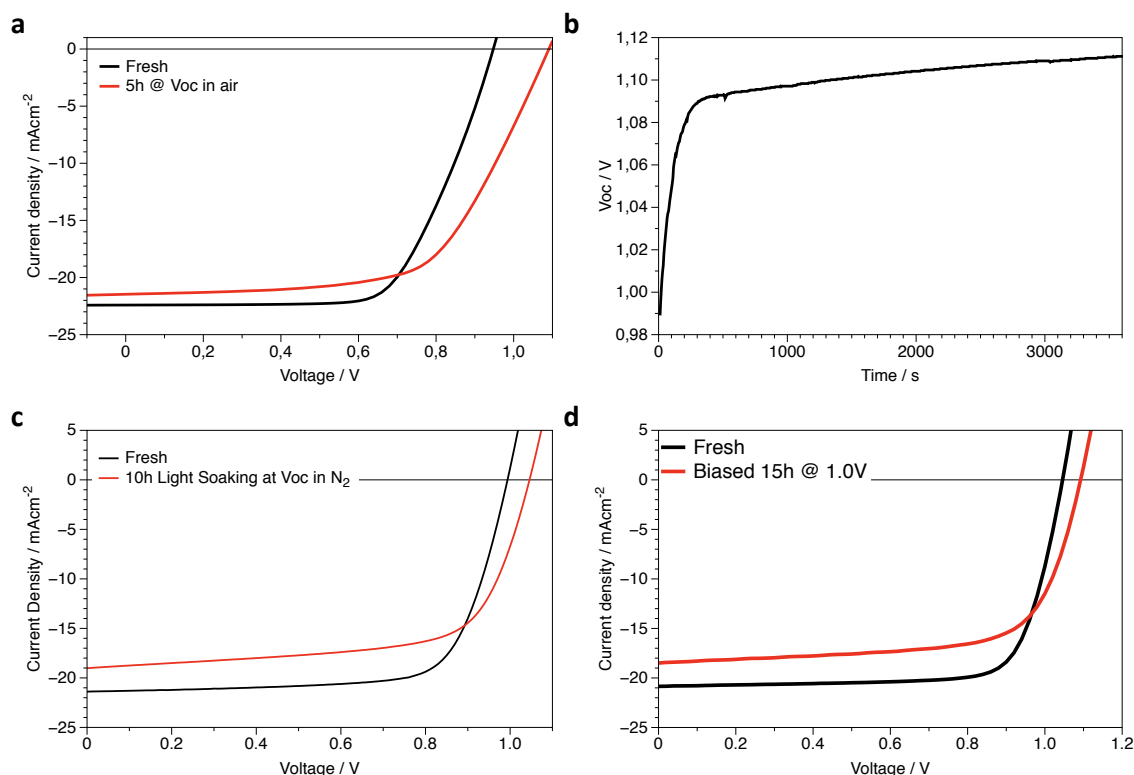 a
Fresh
5h @ Voc in air
0
−5
−10
−15
−20
−25
Current density / mAcm⁻²
0
0,2
0,4
0,6
0,8
1,0
Voltage / V
b
1,12
1,10
1,08
1,06
1,04
1,02
1,00
0,98
Voc / V
0
1000
2000
3000
Time / s
c
Fresh
10h Light Soaking at Voc in N₂
5
0
−5
−10
−15
−20
−25
Current Density / mAcm⁻²
0
0.2
0.4
0.6
0.8
1.0
Voltage / V
d
Fresh
Biased 15h @ 1.0V
5
0
−5
−10
−15
−20
−25
Current density / mAcm⁻²
0
0.2
0.4
0.6
0.8
1.0
1.2
Voltage / V